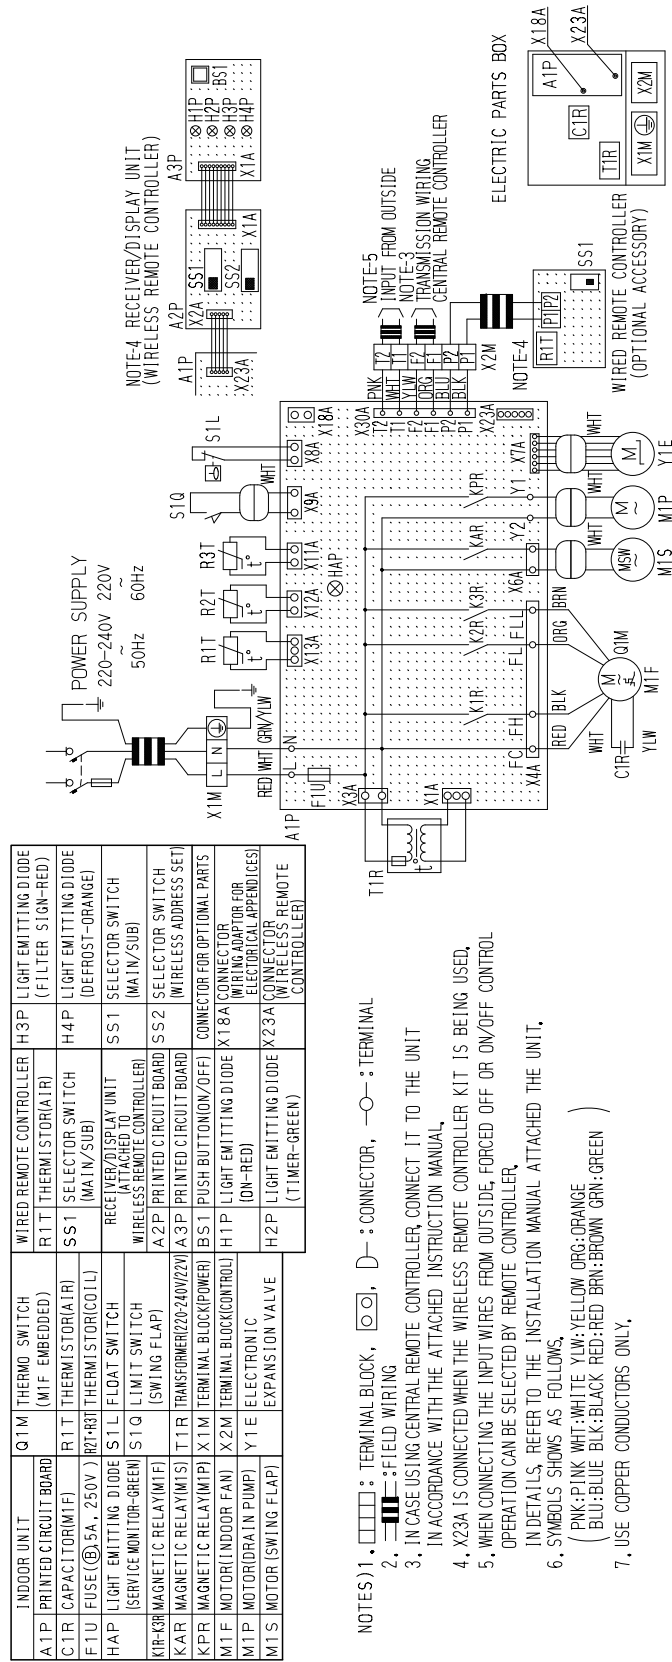 INDOOR UNIT
A1P PRINTED CIRCUIT BOARD
C1R CAPACITOR(M1F)
F1U FUSE(Ⓑ,5A, 250V)
HAP LIGHT EMITTING DIODE
(SERVICE MONITOR-GREEN)
K1R-K3R MAGNETIC RELAY(M1F)
KAR MAGNETIC RELAY(M1S)
KPR MAGNETIC RELAY(M1P)
M1F MOTOR(INDOOR FAN)
M1P MOTOR(DRAIN PUMP)
M1S MOTOR (SWING FLAP)
Q1M THERMO SWITCH
(M1F EMBEDDED)
R1T THERMISTOR(AIR)
R2T•R3T THERMISTOR(COIL)
S1L FLOAT SWITCH
S1Q LIMIT SWITCH
(SWING FLAP)
T1R TRANSFORMER(220-240V/22V)
X1M TERMINAL BLOCK(POWER)
X2M TERMINAL BLOCK(CONTROL)
Y1E ELECTRONIC
EXPANSION VALVE
WIRED REMOTE CONTROLLER
R1T THERMISTOR(AIR)
SS1 SELECTOR SWITCH
(MAIN/SUB)
RECEIVER/DISPLAY UNIT
(ATTACHED TO
WIRELESS REMOTE CONTROLLER)
A2P PRINTED CIRCUIT BOARD
A3P PRINTED CIRCUIT BOARD
BS1 PUSH BUTTON(ON/OFF)
H1P LIGHT EMITTING DIODE
(ON-RED)
H2P LIGHT EMITTING DIODE
(TIMER-GREEN)
H3P LIGHT EMITTING DIODE
(FILTER SIGN-RED)
H4P LIGHT EMITTING DIODE
(DEFROST-ORANGE)
SS1 SELECTOR SWITCH
(MAIN/SUB)
SS2 SELECTOR SWITCH
(WIRELESS ADDRESS SET)
CONNECTOR FOR OPTIONAL PARTS
X18A CONNECTOR
(WIRING ADAPTOR FOR
ELECTORICAL APPENDICES)
X23A CONNECTOR
(WIRELESS REMOTE
CONTROLLER)
NOTES) 1. : TERMINAL BLOCK, : CONNECTOR, : TERMINAL
2. :FIELD WIRING
3. IN CASE USING CENTRAL REMOTE CONTROLLER, CONNECT IT TO THE UNIT
IN ACCORDANCE WITH THE ATTACHED INSTRUCTION MANUAL.
4. X23A IS CONNECTED WHEN THE WIRELESS REMOTE CONTROLLER KIT IS BEING USED.
5. WHEN CONNECTING THE INPUT WIRES FROM OUTSIDE, FORCED OFF OR ON/OFF CONTROL
OPERATION CAN BE SELECTED BY REMOTE CONTROLLER.
IN DETAILS, REFER TO THE INSTALLATION MANUAL ATTACHED THE UNIT.
6. SYMBOLS SHOWS AS FOLLOWS.
(PNK:PINK WHT:WHITE YLW:YELLOW ORG:ORANGE
BLU:BLUE BLK:BLACK RED:RED BRN:BROWN GRN:GREEN)
7. USE COPPER CONDUCTORS ONLY.
POWER SUPPLY
220-240V 220V
~ ~
50Hz 60Hz
X1M
L N
RED WHT GRN/YLW
A1P
L N
F1U
X3A
X1A
T1R
t°
R1T
t°
X13A
R2T
t°
X12A
R3T
t°
X11A
HAP
S1Q
WHT
X9A
S1L
X8A
X18A
X30A
T2
T1
F2
F1
P2
P1
X23A
PNK
WHT
YLW
ORG
BLU
BLK
T2
T1
F2
F1
P2
P1
X2M
NOTE-5
INPUT FROM OUTSIDE
NOTE-3
TRANSMISSION WIRING
CENTRAL REMOTE CONTROLLER
K1R
K2R
K3R
KAR
KPR
FC FH FL FLL
X4A
X6A
Y2 Y1
X7A
RED BLK ORG BRN
WHT
YLW
C1R
M
~
M1F
Q1M
WHT
MSW
M1S
WHT
M
~
M1P
WHT
M
Y1E
NOTE-4 RECEIVER/DISPLAY UNIT
(WIRELESS REMOTE CONTROLLER)
A1P
X23A
A2P
X2A
SS1
SS2
X1A
A3P
X1A
BS1
H1P
H2P
H3P
H4P
NOTE-4
R1T
P1 P2
SS1
WIRED REMOTE CONTROLLER
(OPTIONAL ACCESSORY)
ELECTRIC PARTS BOX
X18A
X23A
A1P
C1R
T1R
X1M
X2M